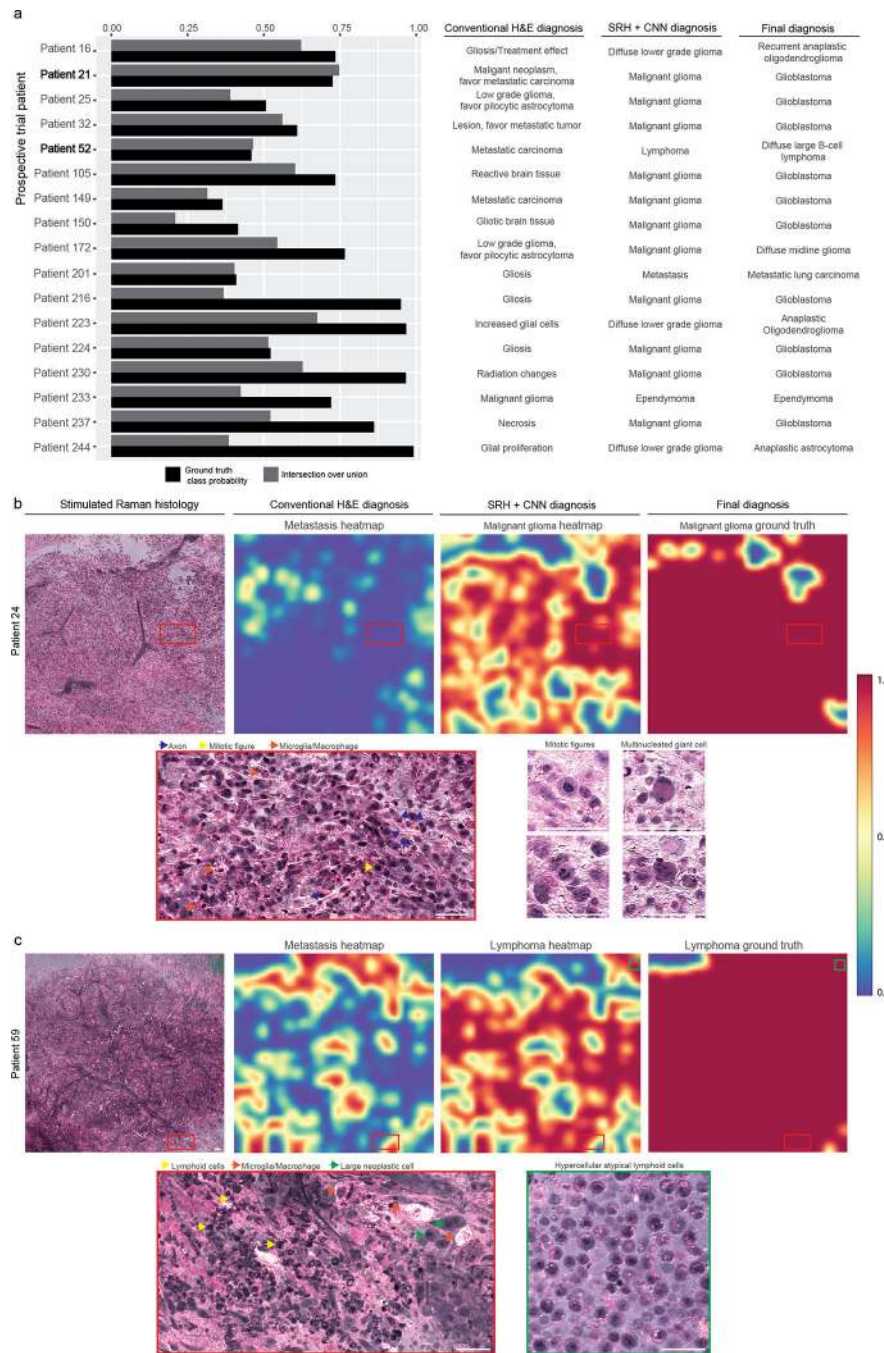 a
0.00 0.25 0.50 0.75 1.00
Conventional H&E diagnosis SRH + CNN diagnosis Final diagnosis
Prospective trial patient
Patient 16 Gliosis/Treatment effect Diffuse lower grade glioma Recurrent anaplastic oligodendroglioma
Patient 21 Maligant neoplasm, favor metastatic carcinoma Malignant glioma Glioblastoma
Patient 25 Low grade glioma, favor pilocytic astrocytoma Malignant glioma Glioblastoma
Patient 32 Lesion, favor metastatic tumor Malignant glioma Glioblastoma
Patient 52 Metastatic carcinoma Lymphoma Diffuse large B-cell lymphoma
Patient 105 Reactive brain tissue Malignant glioma Glioblastoma
Patient 149 Metastatic carcinoma Malignant glioma Glioblastoma
Patient 150 Gliotic brain tissue Malignant glioma Glioblastoma
Patient 172 Low grade glioma, favor pilocytic astrocytoma Malignant glioma Diffuse midline glioma
Patient 201 Gliosis Metastasis Metastatic lung carcinoma
Patient 216 Gliosis Malignant glioma Glioblastoma
Patient 223 Increased glial cells Diffuse lower grade glioma Anaplastic Oligodendroglioma
Patient 224 Gliosis Malignant glioma Glioblastoma
Patient 230 Radiation changes Malignant glioma Glioblastoma
Patient 233 Malignant glioma Ependymoma Ependymoma
Patient 237 Necrosis Malignant glioma Glioblastoma
Patient 244 Glial proliferation Diffuse lower grade glioma Anaplastic astrocytoma
Ground truth class probability Intersection over union
b
Stimulated Raman histology Conventional H&E diagnosis SRH + CNN diagnosis Final diagnosis
Metastasis heatmap Malignant glioma heatmap Malignant glioma ground truth
Patient 24
1.
0.
Axon Mitotic figure Microglia/Macrophage
Mitotic figures Multinucleated giant cell
c
Metastasis heatmap Lymphoma heatmap Lymphoma ground truth
Patient 59
Lymphoid cells Microglia/Macrophage Large neoplastic cell
Hypercellular atypical lymphoid cells